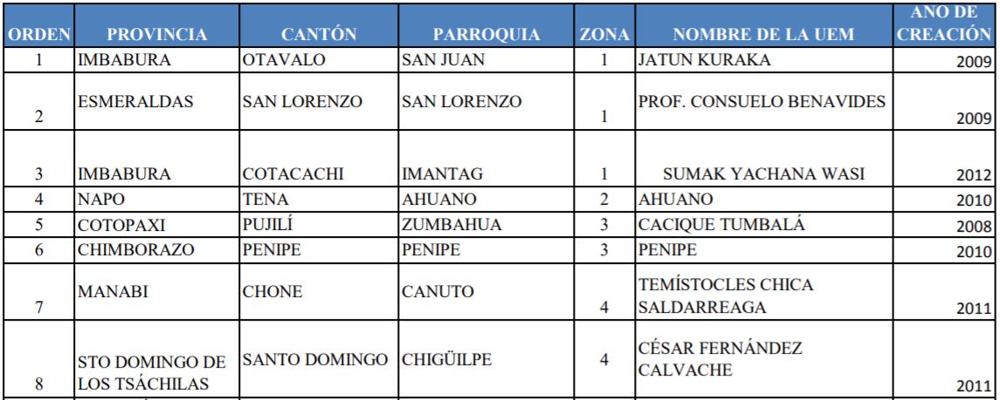 ORDEN PROVINCIA CANTÓN PARROQUIA ZONA NOMBRE DE LA UEM AÑO DE CREACIÓN
1 IMBABURA OTAVALO SAN JUAN 1 JATUN KURAKA 2009
2 ESMERALDAS SAN LORENZO SAN LORENZO 1 PROF. CONSUELO BENAVIDES 2009
3 IMBABURA COTACACHI IMANTAG 1 SUMAK YACHANA WASI 2012
4 NAPO TENA AHUANO 2 AHUANO 2010
5 COTOPAXI PUJILÍ ZUMBAHUA 3 CACIQUE TUMBALÁ 2008
6 CHIMBORAZO PENIPE PENIPE 3 PENIPE 2010
7 MANABI CHONE CANUTO 4 TEMÍSTOCLES CHICA
SALDARREAGA 2011
8 STO DOMINGO DE
LOS TSÁCHILAS SANTO DOMINGO CHIGÜILPE 4 CÉSAR FERNÁNDEZ
CALVACHE 2011